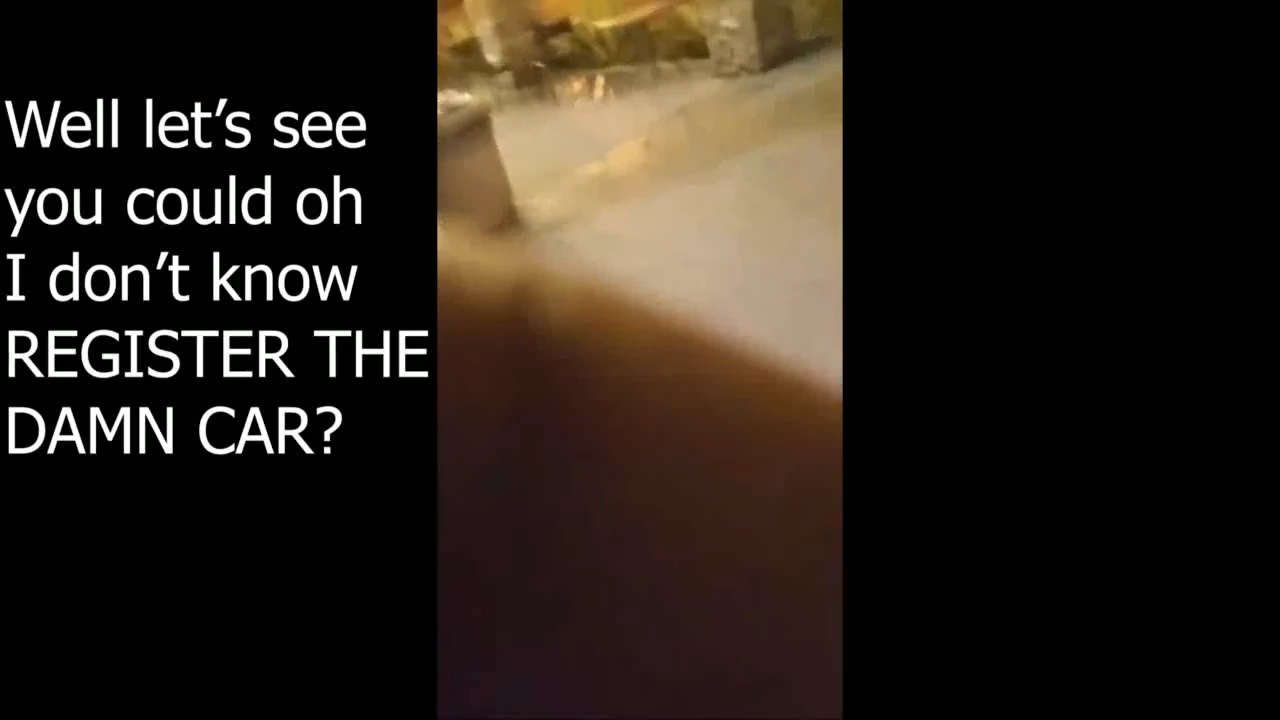 Well let’s see
you could oh
I don’t know
REGISTER THE
DAMN CAR?